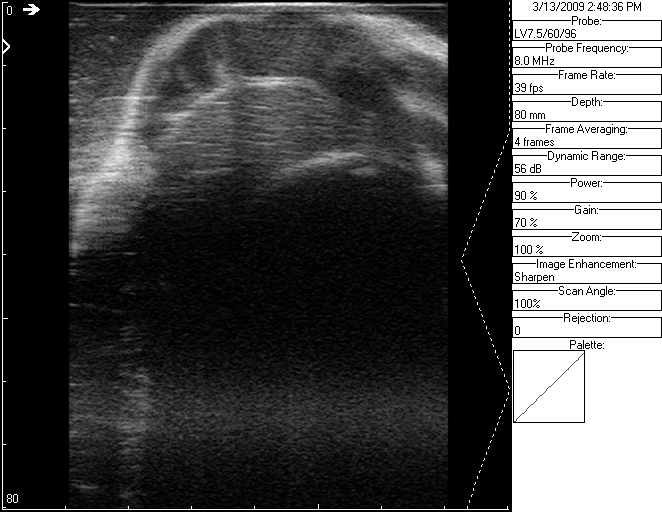 0
80
3/13/2009 2:48:36 PM
Probe:
LV7.5/60/96
Probe Frequency:
8.0 MHz
Frame Rate:
39 fps
Depth:
80 mm
Frame Averaging:
4 frames
Dynamic Range:
56 dB
Power:
90 %
Gain:
70 %
Zoom:
100 %
Image Enhancement:
Sharpen
Scan Angle:
100%
Rejection:
0
Palette: